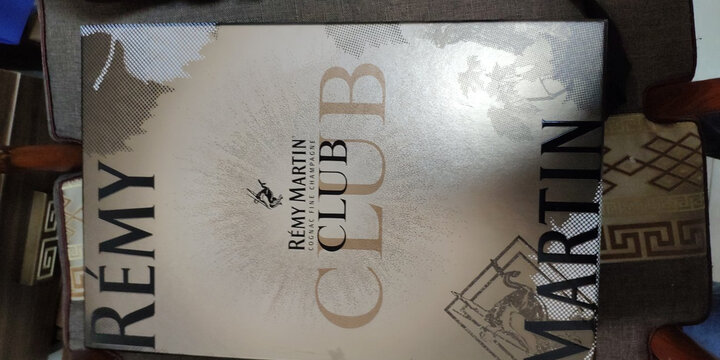 RÉMY
RÉMY MARTIN
COGNAC FINE CHAMPAGNE
CLUB
CLUB
MARTIN